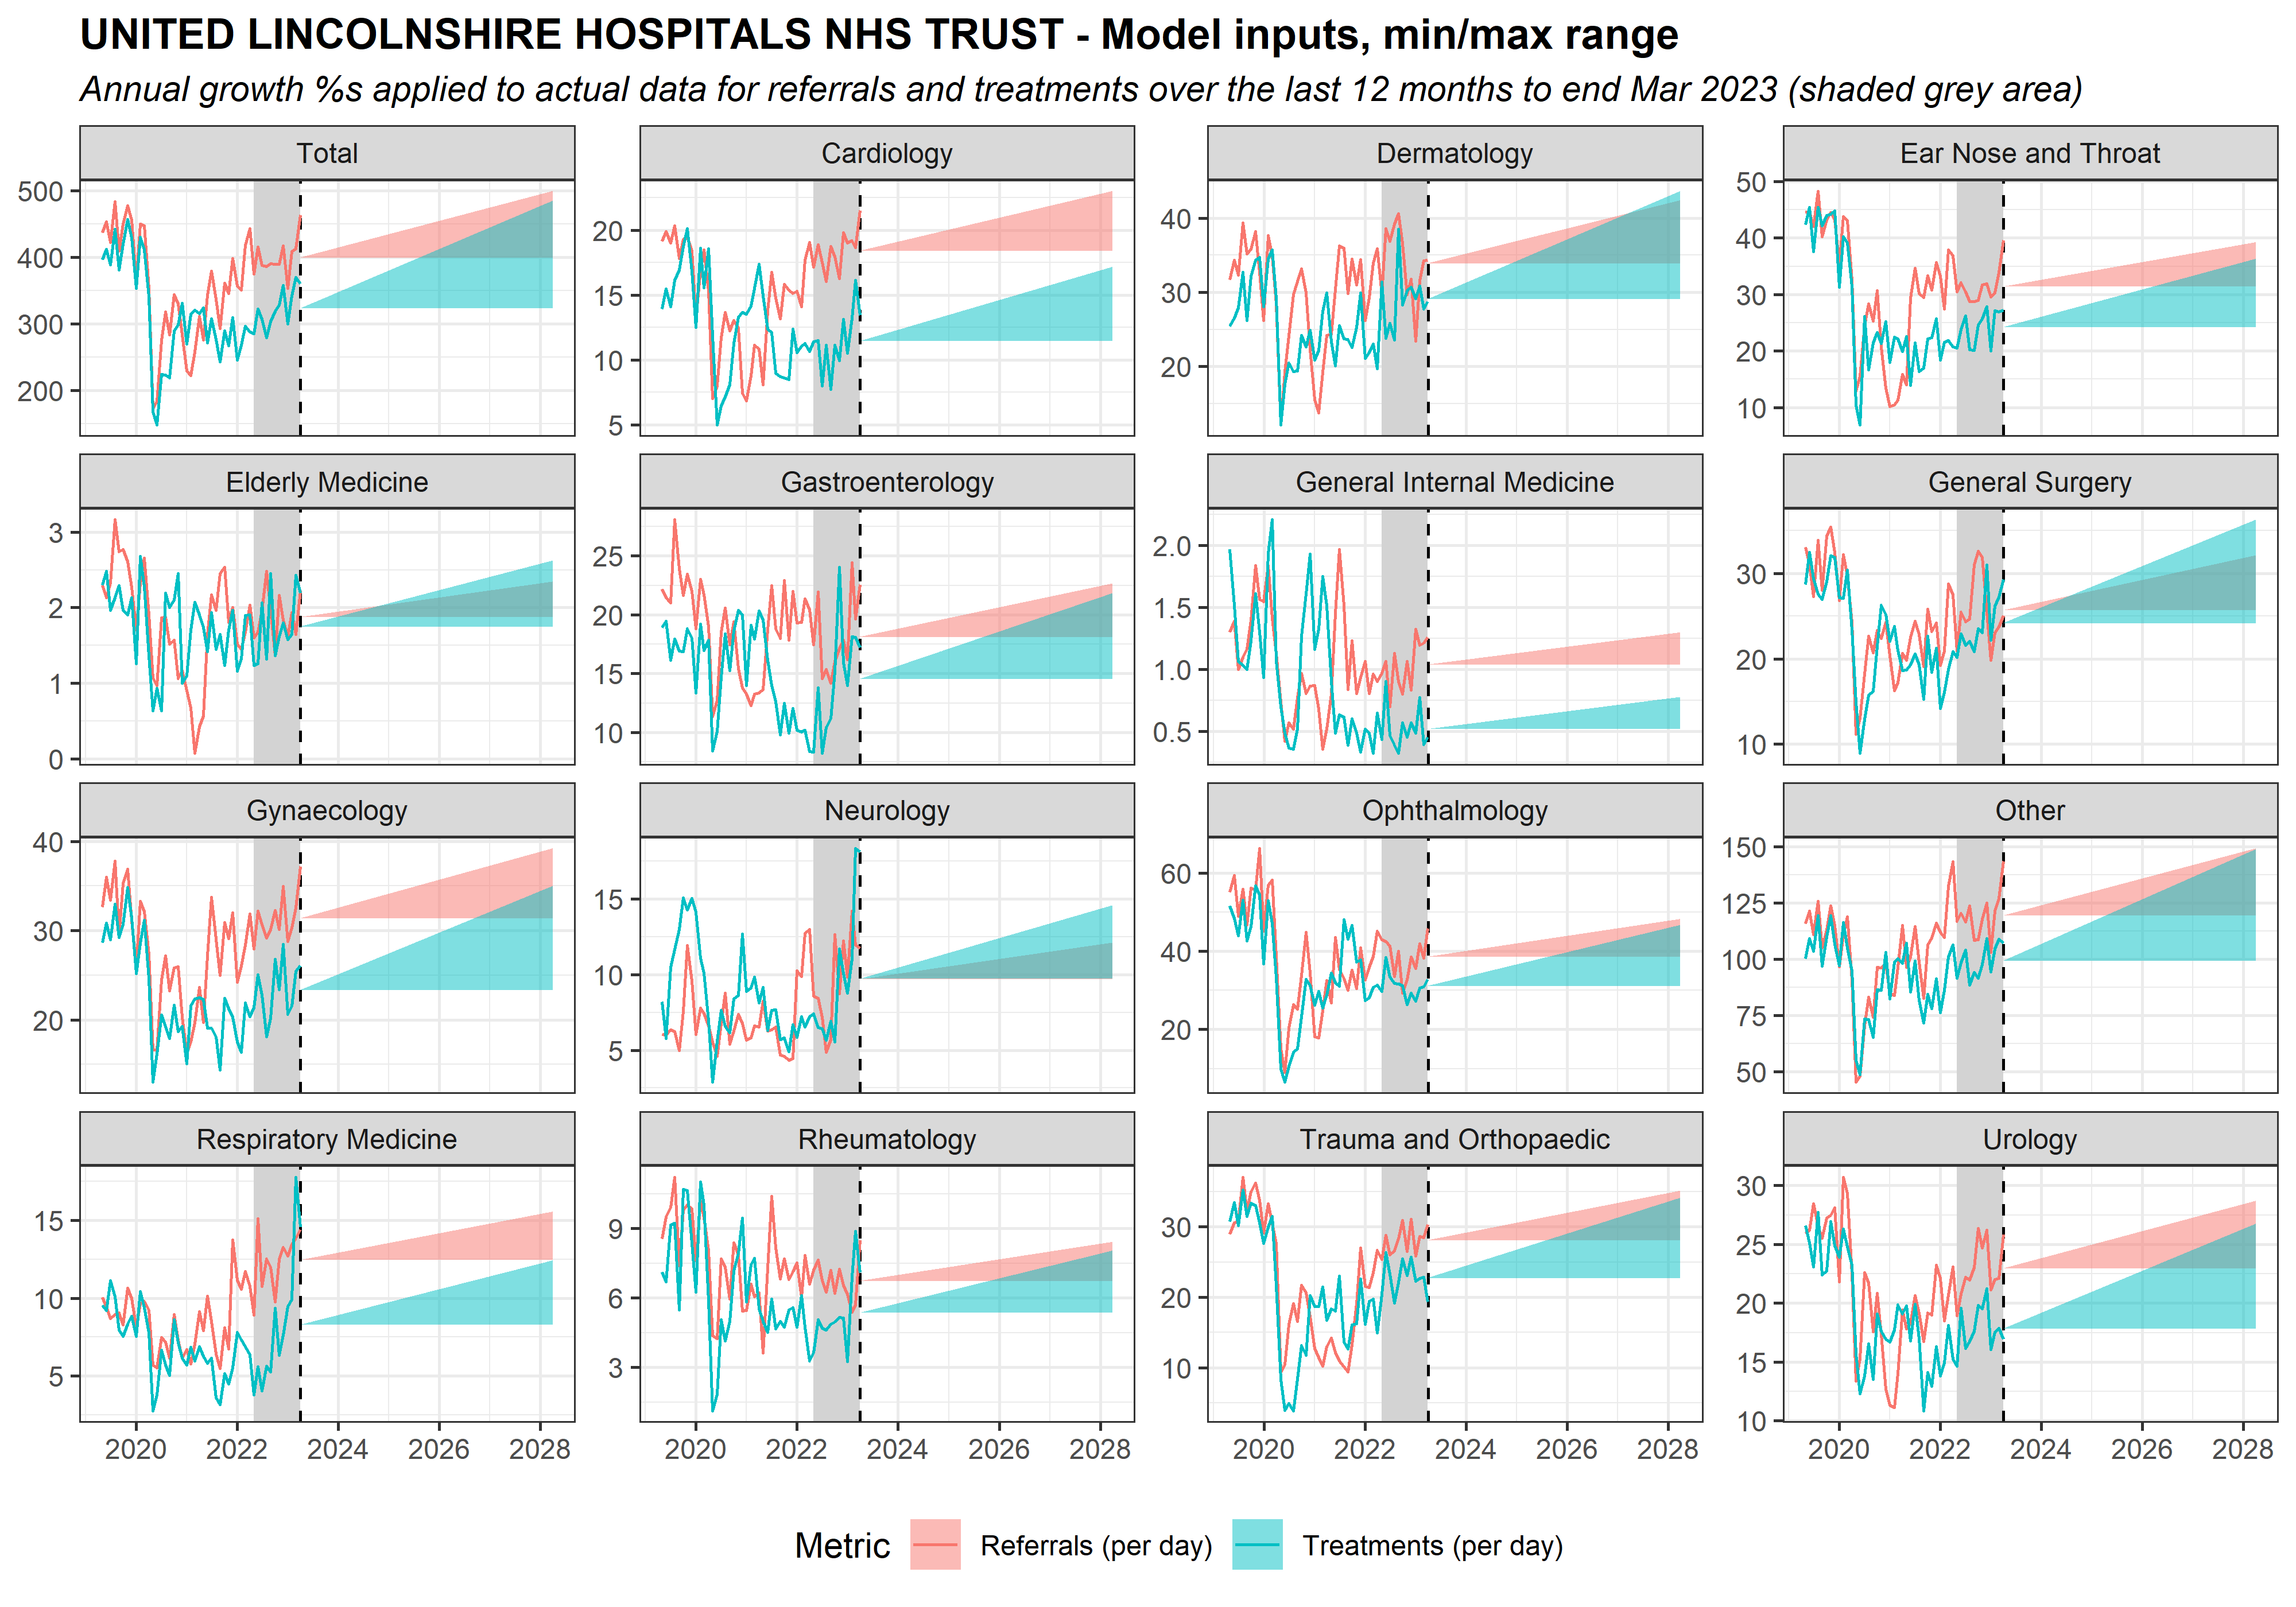 UNITED LINCOLNSHIRE HOSPITALS NHS TRUST - Model inputs, min/max range
Annual growth %s applied to actual data for referrals and treatments over the last 12 months to end Mar 2023 (shaded grey area)
Total
Cardiology
Dermatology
Ear Nose and Throat
500
400
300
200
20
15
10
5
40
30
20
50
40
30
20
10
Elderly Medicine
Gastroenterology
General Internal Medicine
General Surgery
3
2
1
0
25
20
15
10
2.0
1.5
1.0
0.5
30
20
10
Gynaecology
Neurology
Ophthalmology
Other
40
30
20
15
10
5
60
40
20
150
125
100
75
50
Respiratory Medicine
Rheumatology
Trauma and Orthopaedic
Urology
15
10
5
9
6
3
30
20
10
30
25
20
15
10
2020 2022 2024 2026 2028
2020 2022 2024 2026 2028
2020 2022 2024 2026 2028
2020 2022 2024 2026 2028
Metric Referrals (per day) Treatments (per day)